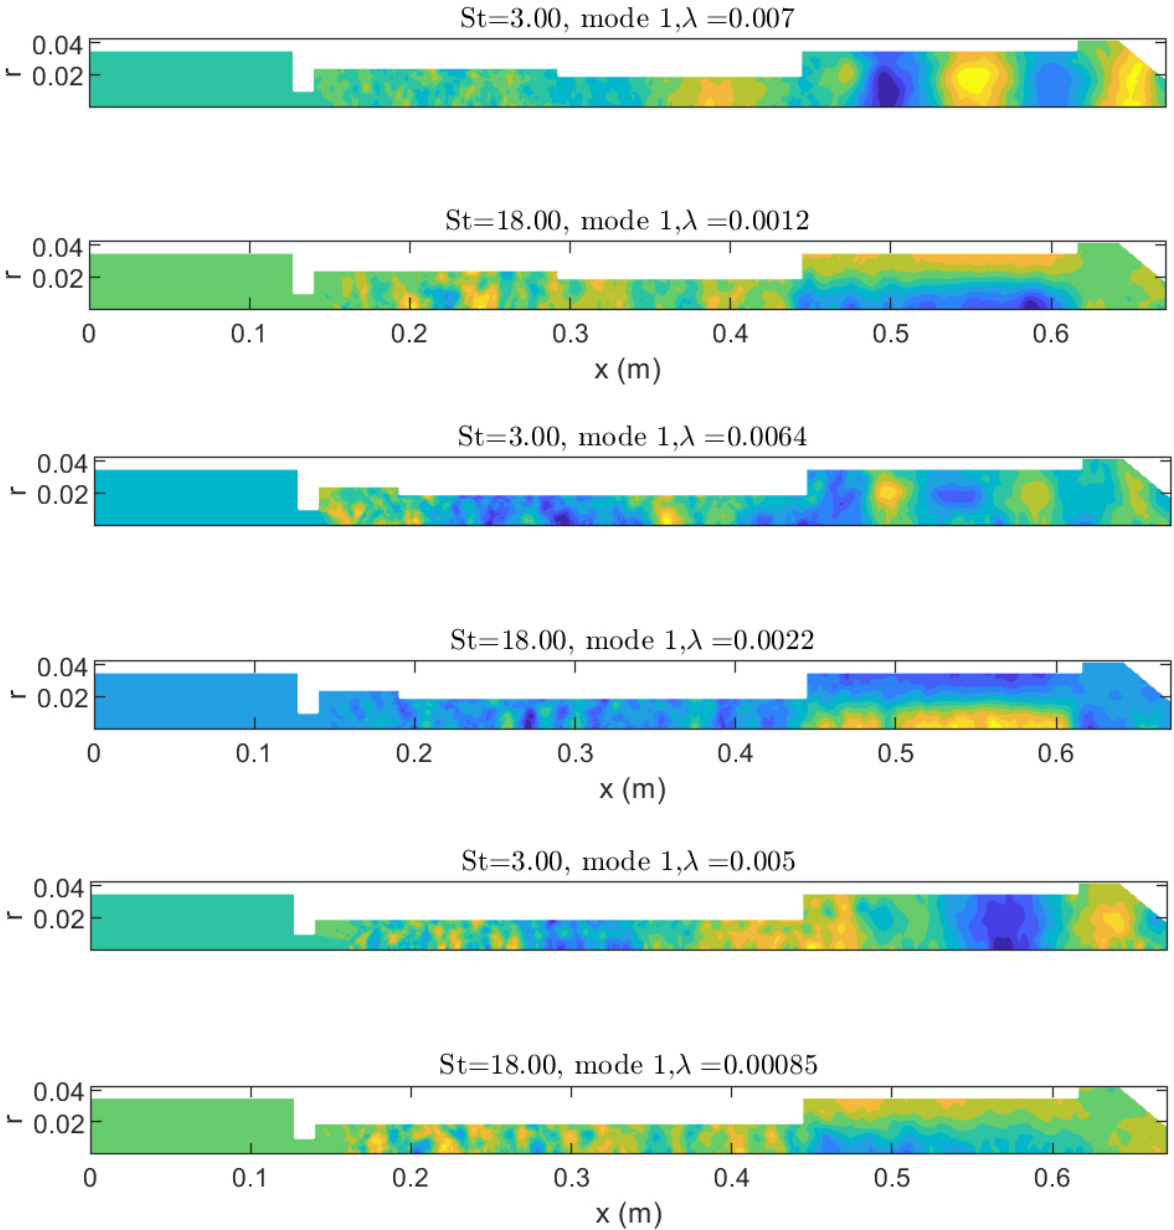 St=3.00, mode 1,λ =0.007
0.04
0.02
r
St=18.00, mode 1,λ =0.0012
0.04
0.02
r
0 0.1 0.2 0.3 0.4 0.5 0.6
x (m)
St=3.00, mode 1,λ =0.0064
0.04
0.02
r
St=18.00, mode 1,λ =0.0022
0.04
0.02
r
0 0.1 0.2 0.3 0.4 0.5 0.6
x (m)
St=3.00, mode 1,λ =0.005
0.04
0.02
r
St=18.00, mode 1,λ =0.00085
0.04
0.02
r
0 0.1 0.2 0.3 0.4 0.5 0.6
x (m)